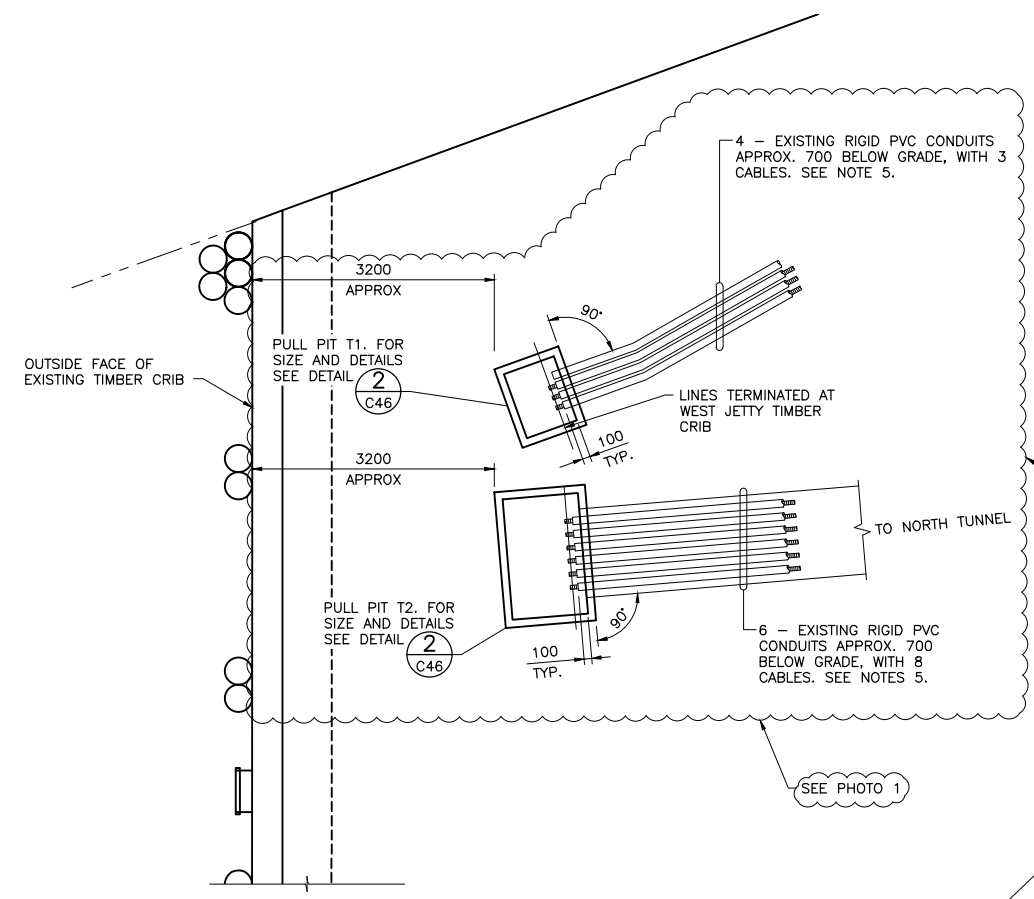 4 – EXISTING RIGID PVC CONDUITS
APPROX. 700 BELOW GRADE, WITH 3
CABLES. SEE NOTE 5.
3200
APPROX
90°
PULL PIT T1. FOR
SIZE AND DETAILS
SEE DETAIL
2
C46
OUTSIDE FACE OF
EXISTING TIMBER CRIB
LINES TERMINATED AT
WEST JETTY TIMBER
CRIB
100
TYP.
3200
APPROX
TO NORTH TUNNEL
PULL PIT T2. FOR
SIZE AND DETAILS
SEE DETAIL
2
C46
90°
100
TYP.
6 – EXISTING RIGID PVC
CONDUITS APPROX. 700
BELOW GRADE, WITH 8
CABLES. SEE NOTES 5.
SEE PHOTO 1